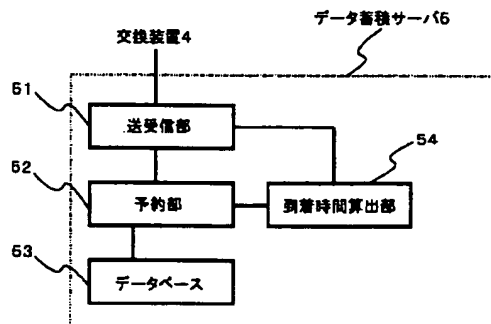 データ蓄積サーバ5
交換装置4
51
送受信部
54
52
予約部
到着時間算出部
53
データベース